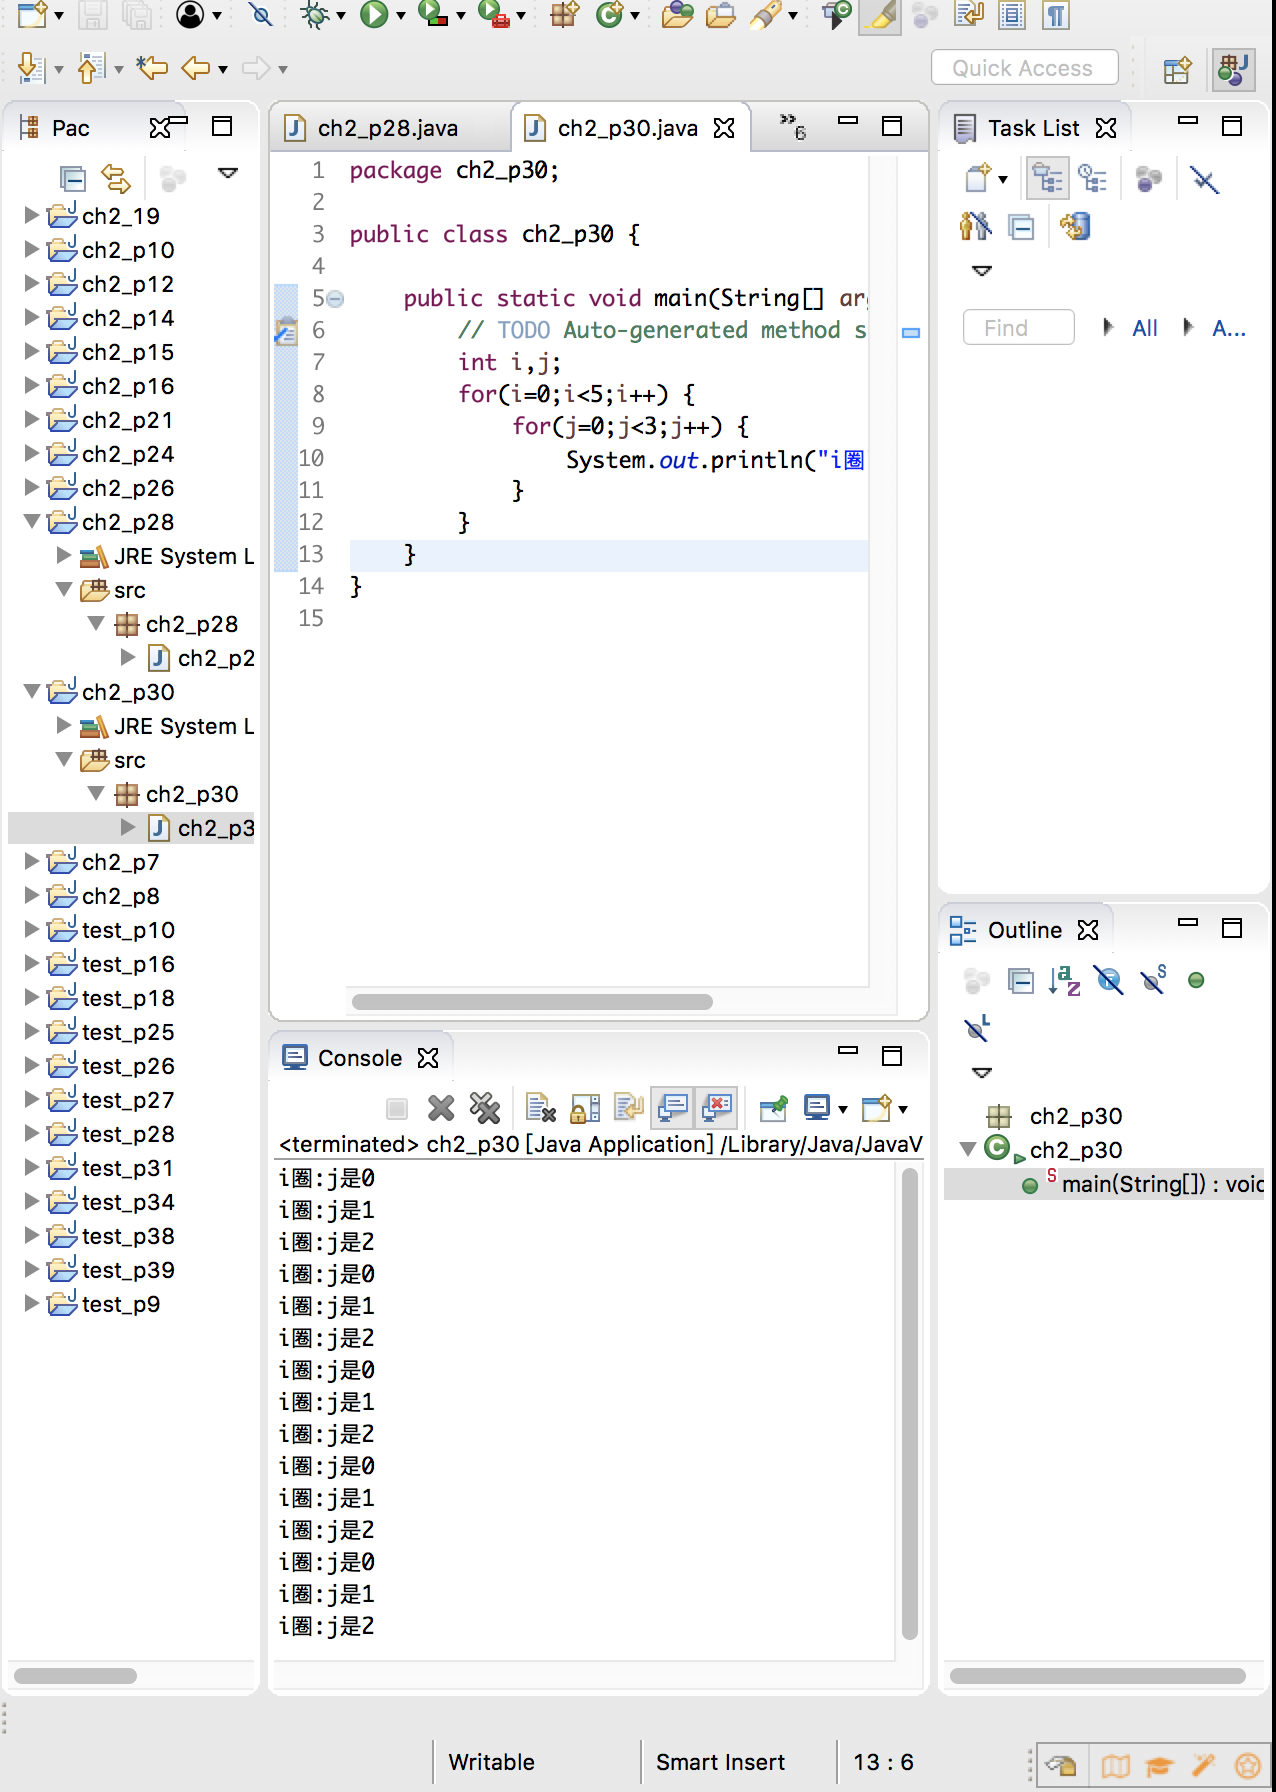 Quick Access
Pac
ch2_19
ch2_p10
ch2_p12
ch2_p14
ch2_p15
ch2_p16
ch2_p21
ch2_p24
ch2_p26
ch2_p28
JRE System L
src
ch2_p28
ch2_p2
ch2_p30
JRE System L
src
ch2_p30
ch2_p3
ch2_p7
ch2_p8
test_p10
test_p16
test_p18
test_p25
test_p26
test_p27
test_p28
test_p31
test_p34
test_p38
test_p39
test_p9
ch2_p28.java
ch2_p30.java
6
1 package ch2_p30;
2
3 public class ch2_p30 {
4
5 public static void main(String[] ar
6 // TODO Auto-generated method s
7 int i,j;
8 for(i=0;i<5;i++) {
9 for(j=0;j<3;j++) {
10 System.out.println("i圈
11 }
12 }
13 }
14 }
15
Console
<terminated> ch2_p30 [Java Application] /Library/Java/JavaV
i圈:j是0
i圈:j是1
i圈:j是2
i圈:j是0
i圈:j是1
i圈:j是2
i圈:j是0
i圈:j是1
i圈:j是2
i圈:j是0
i圈:j是1
i圈:j是2
i圈:j是0
i圈:j是1
i圈:j是2
Task List
Find
All
A...
Outline
ch2_p30
ch2_p30
main(String[]) : voic
Writable
Smart Insert
13 : 6